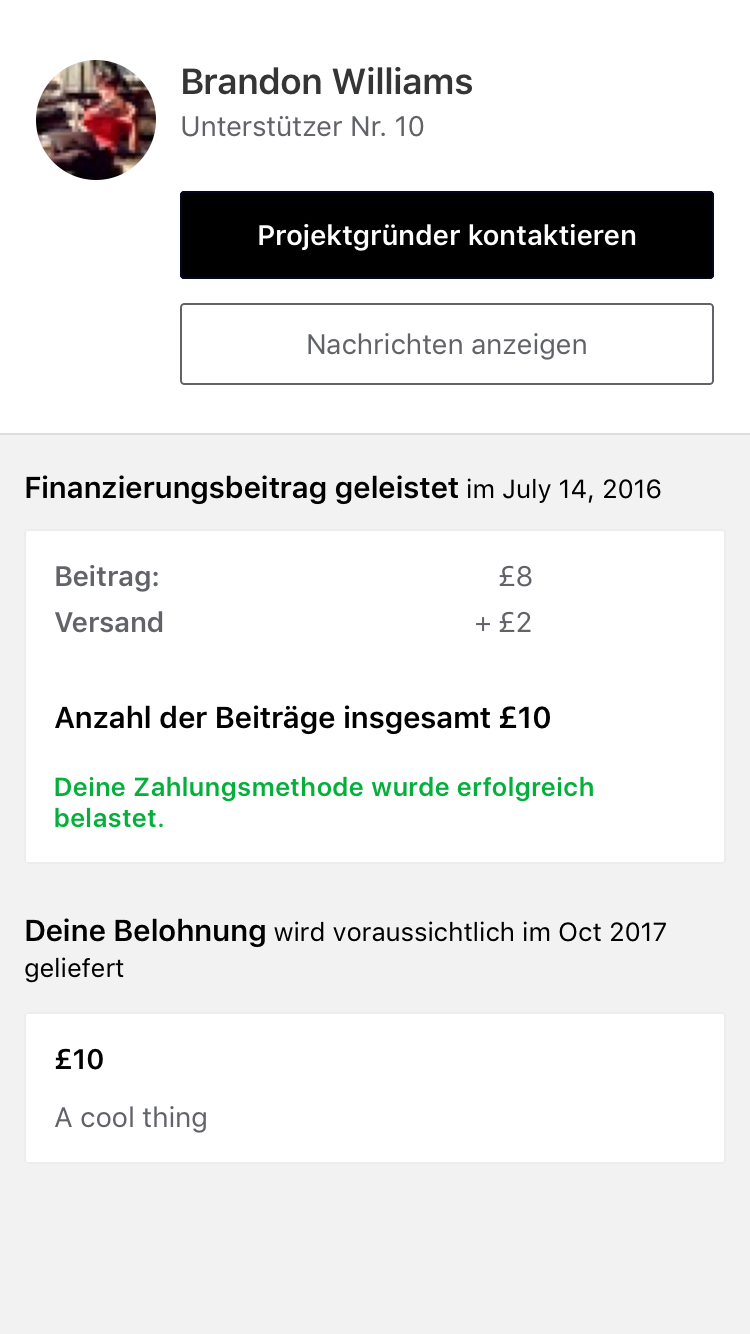 Brandon Williams
Unterstützer Nr. 10
Projektgründer kontaktieren
Nachrichten anzeigen
Finanzierungsbeitrag geleistet im July 14, 2016
Beitrag: £8
Versand + £2
Anzahl der Beiträge insgesamt £10
Deine Zahlungsmethode wurde erfolgreich
belastet.
Deine Belohnung wird voraussichtlich im Oct 2017
geliefert
£10
A cool thing